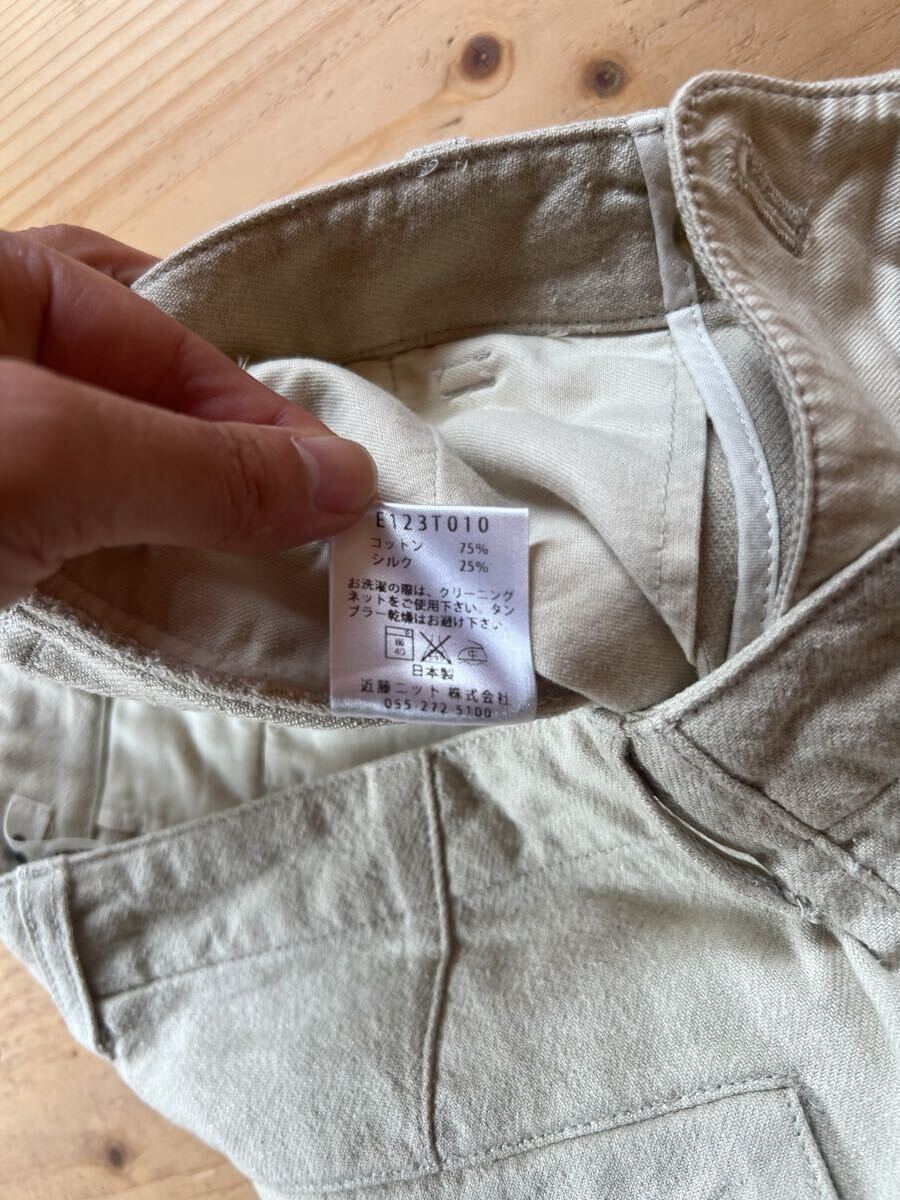 E123T010
コットン 75%
シルク 25%
お洗濯の際は、クリーニング
ネットをご使用下さい。タン
ブラー乾燥はお避け下さい。
40
中
日本製
近藤ニット 株式会社
055 272 5100